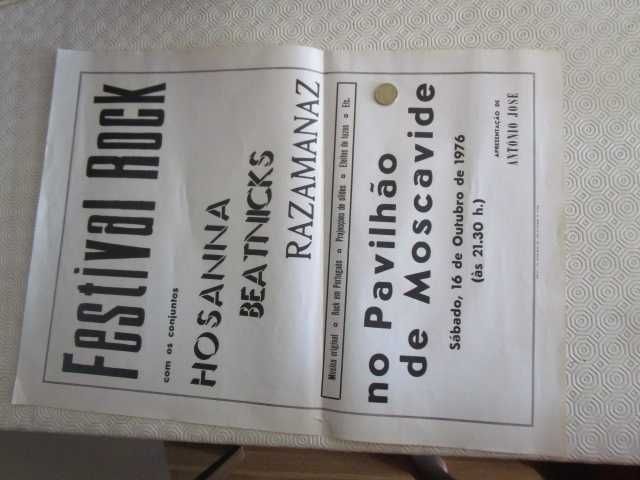 Festival Rock
com os conjuntos
HOSANNA
BEATNICKS
RAZAMANAZ
Música original o Rock em Português o Projecções de slides o Efeitos de luzes o Etc.
no Pavilhão
de Moscavide
Sábado, 16 de Outubro de 1976
(às 21.30 h.)
APRESENTAÇÃO DE
ANTÓNIO JOSÉ